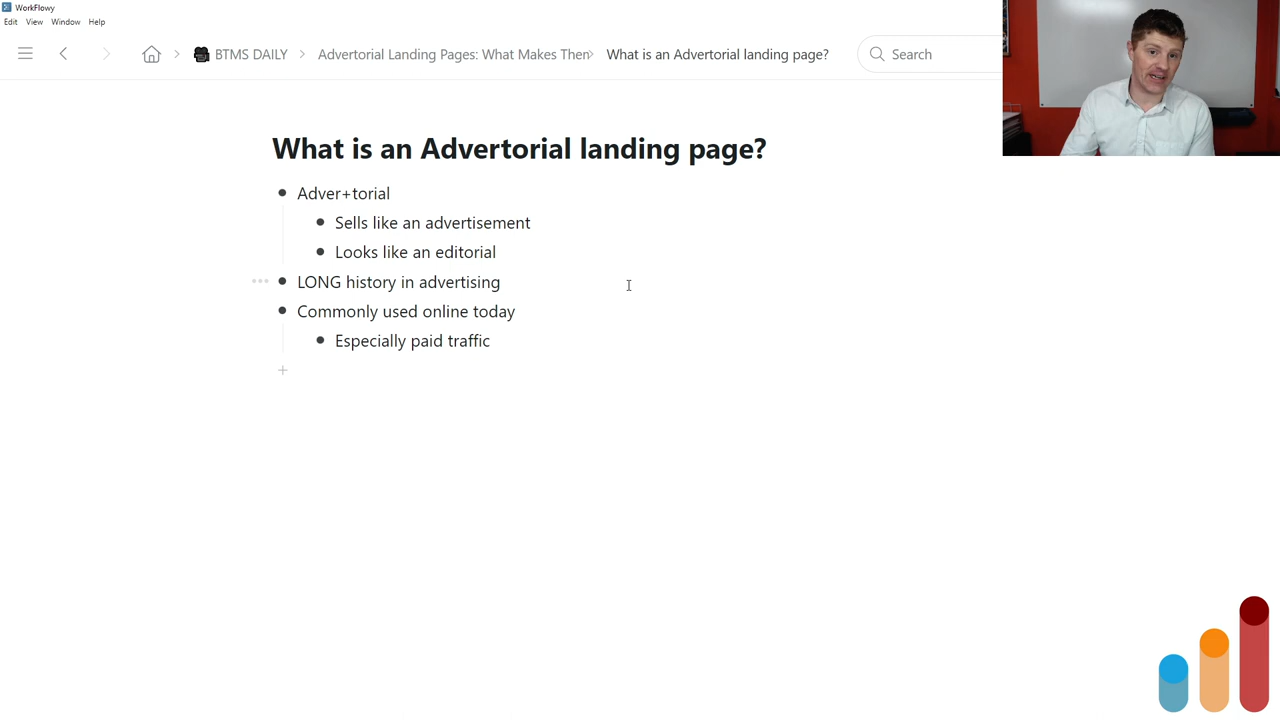 WorkFlowy
Edit View Window Help
BTMS DAILY
Advertorial Landing Pages: What Makes Then
What is an Advertorial landing page?
Search
What is an Advertorial landing page?
Adver+torial
Sells like an advertisement
Looks like an editorial
LONG history in advertising
Commonly used online today
Especially paid traffic